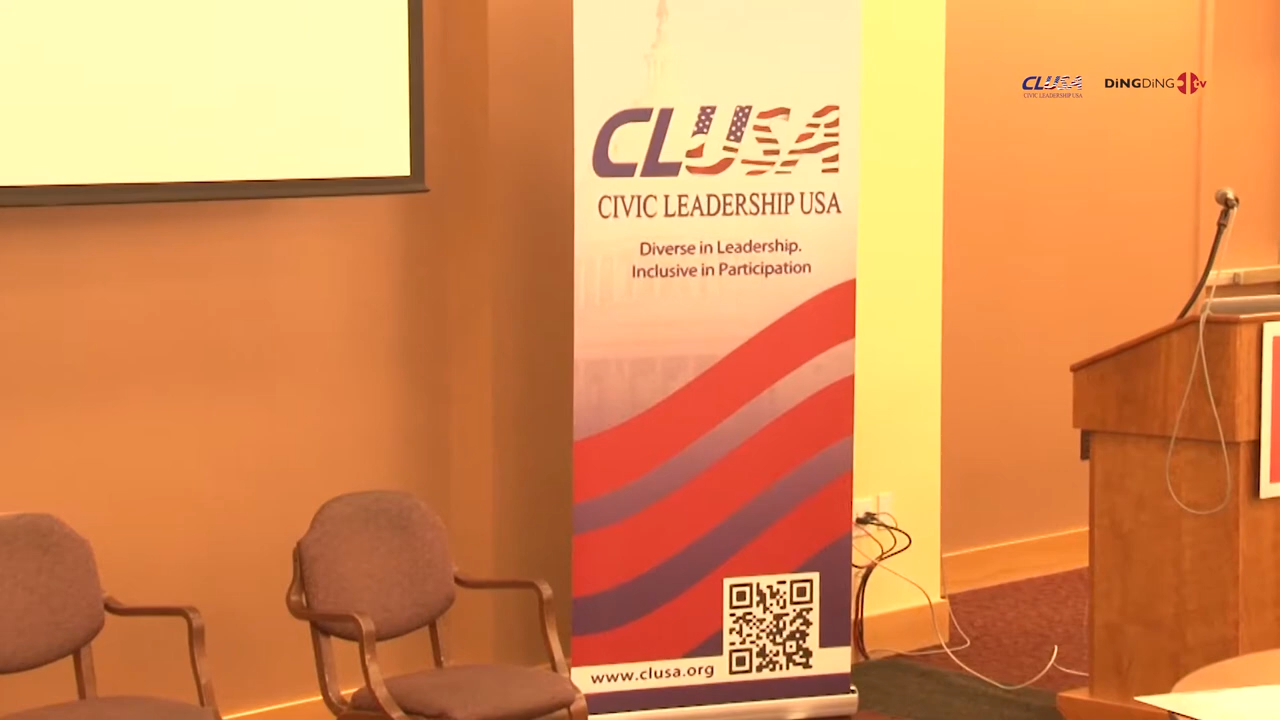 CLUSA
CIVIC LEADERSHIP USA
DiNGDiNG tv
CLUSA
CIVIC LEADERSHIP USA
Diverse in Leadership.
Inclusive in Participation
www.clusa.org